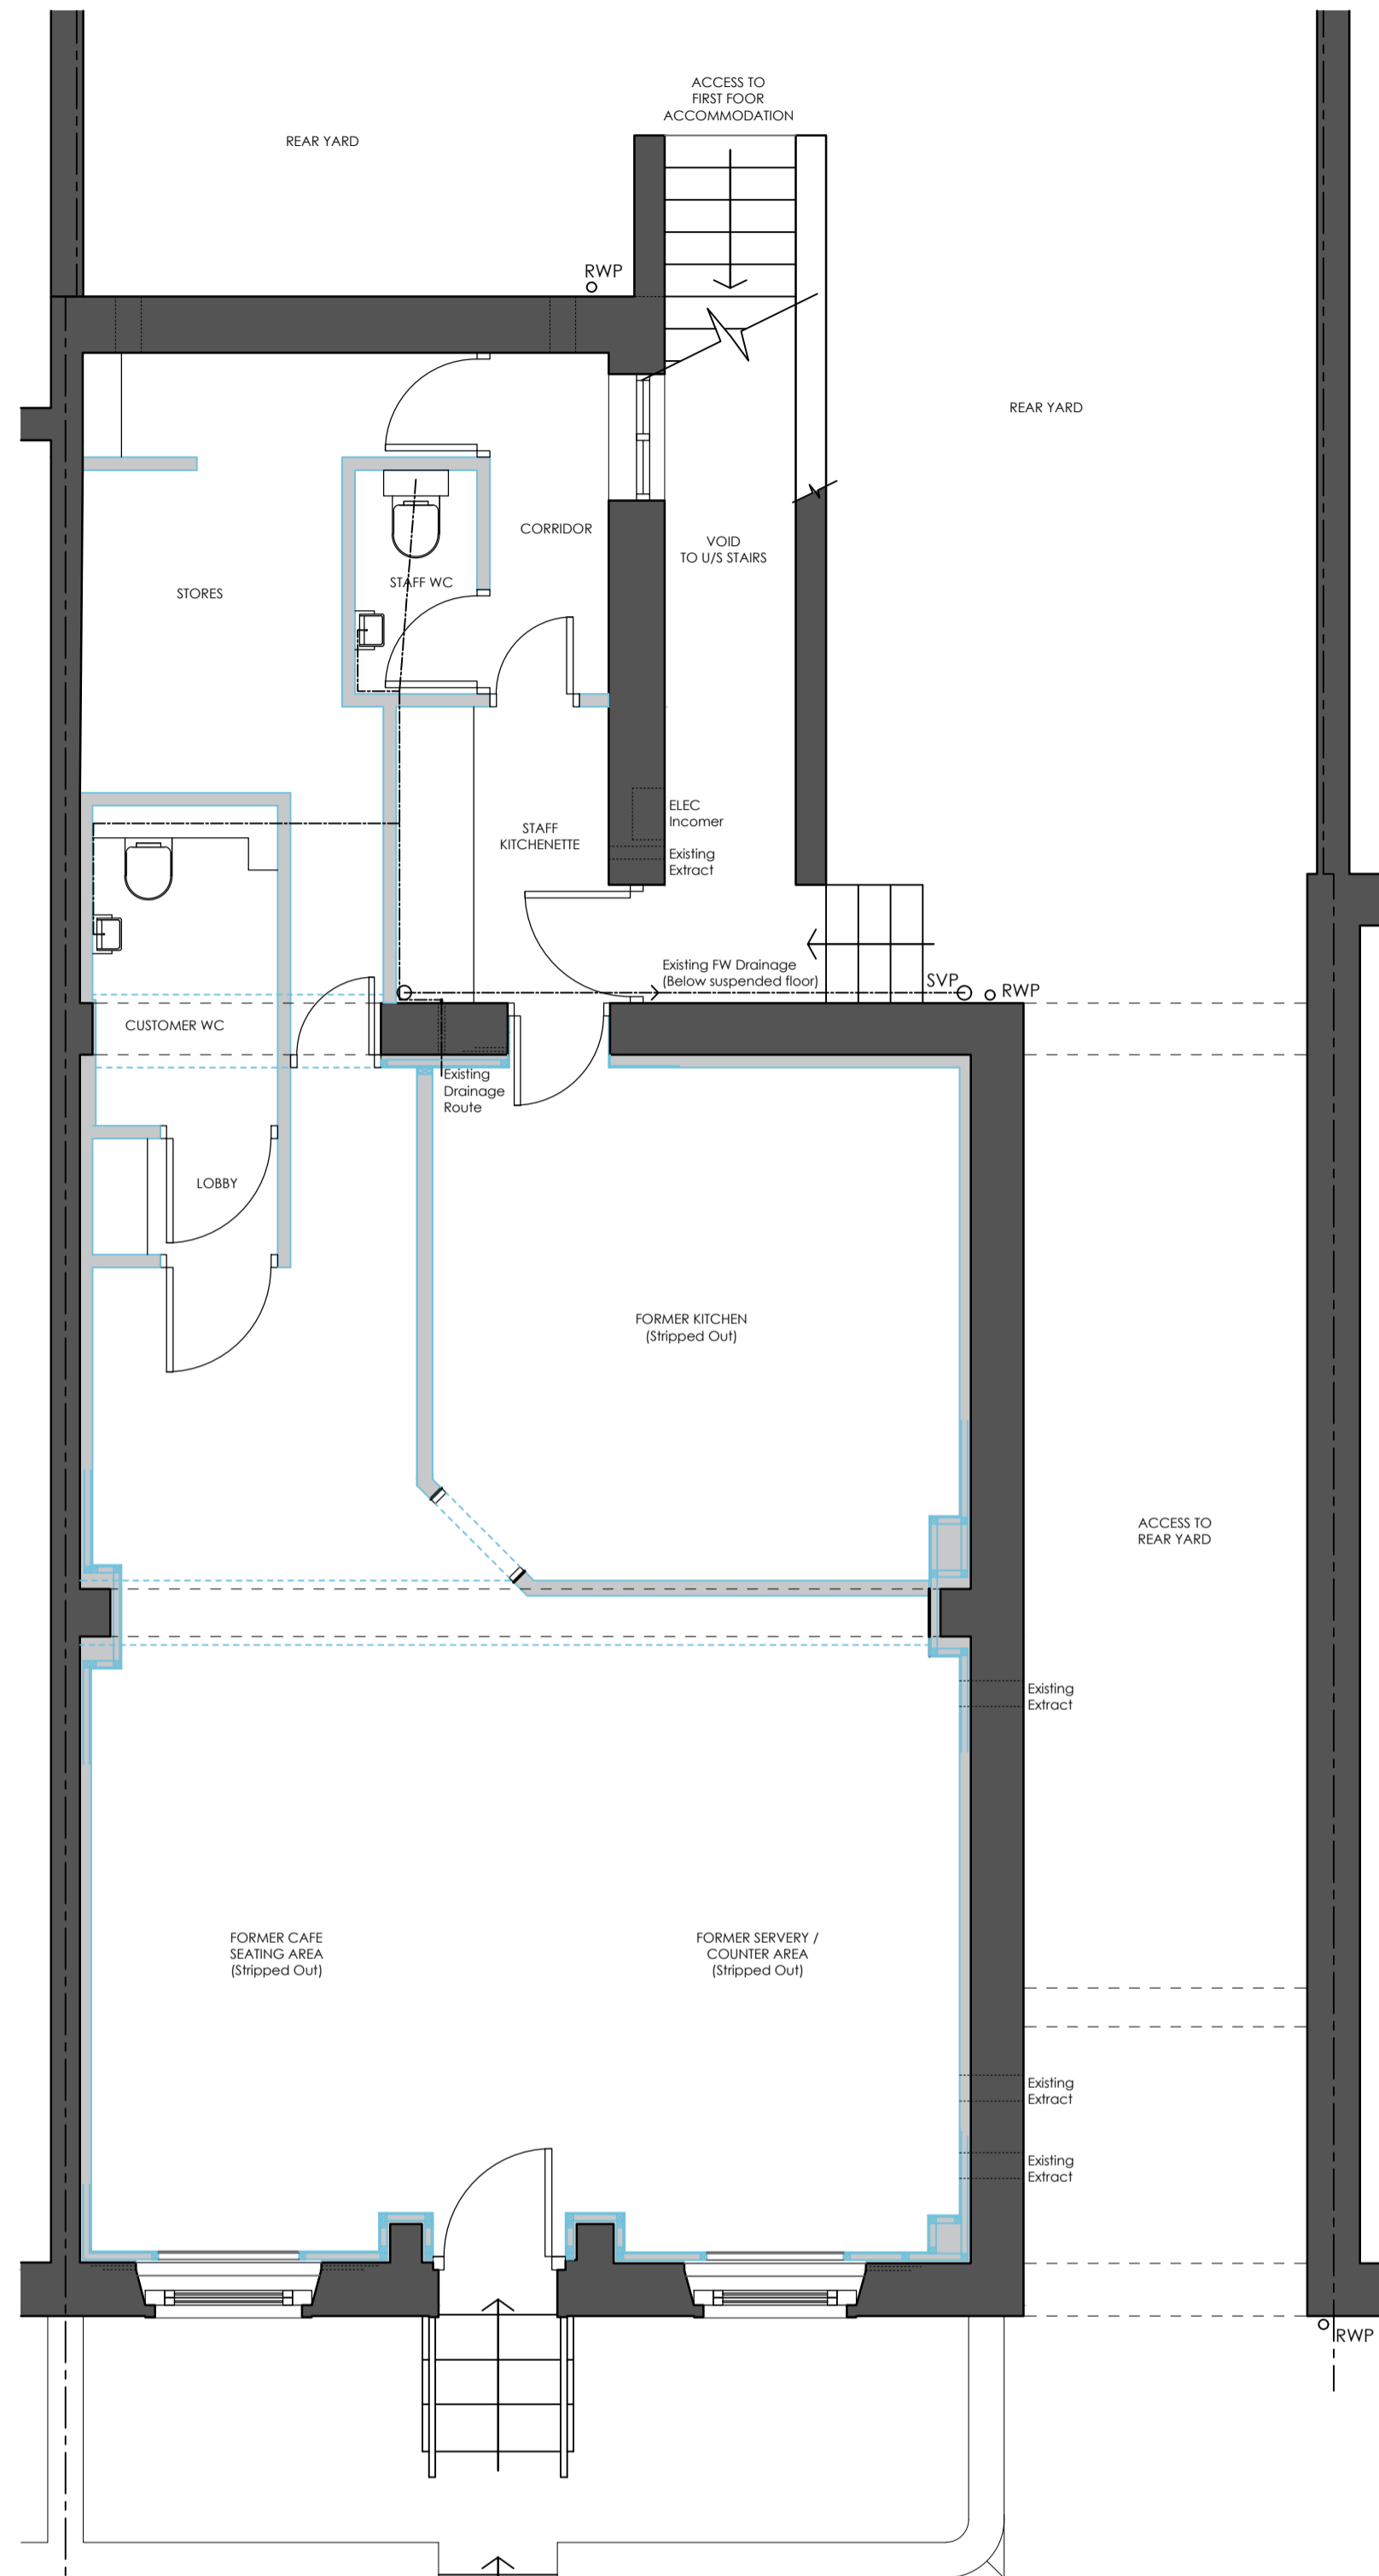 ACCESS TO
FIRST FOOR
ACCOMMODATION
REAR YARD
RWP
REAR YARD
CORRIDOR
VOID
TO U/S STAIRS
STAFF WC
STORES
ELEC
Incomer
STAFF
KITCHENETTE
Existing
Extract
Existing FW Drainage
(Below suspended floor)
SVP
RWP
CUSTOMER WC
Existing
Drainage
Route
LOBBY
FORMER KITCHEN
(Stripped Out)
ACCESS TO
REAR YARD
Existing
Extract
FORMER CAFE
SEATING AREA
(Stripped Out)
FORMER SERVERY /
COUNTER AREA
(Stripped Out)
Existing
Extract
Existing
Extract
RWP